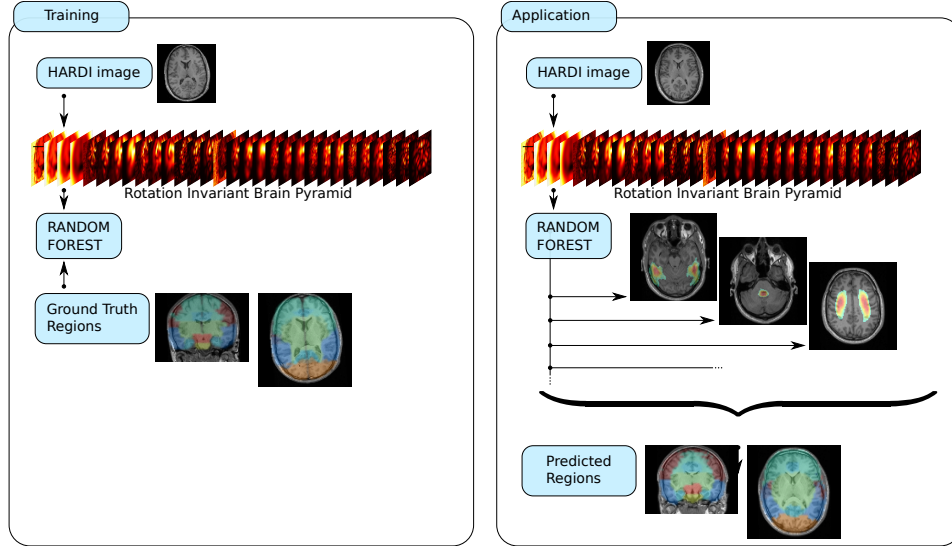 Training
HARDI image
Rotation Invariant Brain Pyramid
RANDOM
FOREST
Ground Truth
Regions
Application
HARDI image
Rotation Invariant Brain Pyramid
RANDOM
FOREST
Predicted
Regions